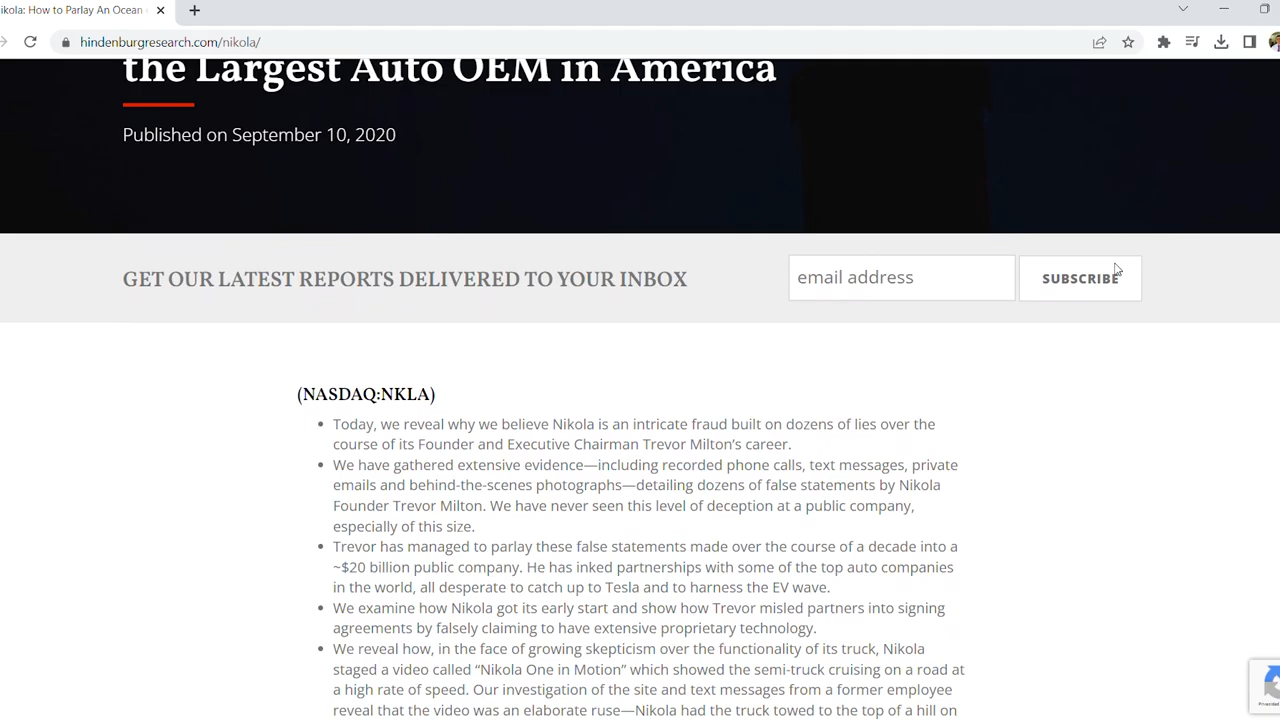 ikola: How to Parlay An Ocean
hindenburgresearch.com/nikola/
the Largest Auto OEM in America
Published on September 10, 2020
GET OUR LATEST REPORTS DELIVERED TO YOUR INBOX
email address
SUBSCRIBE
(NASDAQ:NKLA)
• Today, we reveal why we believe Nikola is an intricate fraud built on dozens of lies over the
course of its Founder and Executive Chairman Trevor Milton’s career.
• We have gathered extensive evidence—including recorded phone calls, text messages, private
emails and behind-the-scenes photographs—detailing dozens of false statements by Nikola
Founder Trevor Milton. We have never seen this level of deception at a public company,
especially of this size.
• Trevor has managed to parlay these false statements made over the course of a decade into a
~$20 billion public company. He has inked partnerships with some of the top auto companies
in the world, all desperate to catch up to Tesla and to harness the EV wave.
• We examine how Nikola got its early start and show how Trevor misled partners into signing
agreements by falsely claiming to have extensive proprietary technology.
• We reveal how, in the face of growing skepticism over the functionality of its truck, Nikola
staged a video called “Nikola One in Motion” which showed the semi-truck cruising on a road at
a high rate of speed. Our investigation of the site and text messages from a former employee
reveal that the video was an elaborate ruse—Nikola had the truck towed to the top of a hill on